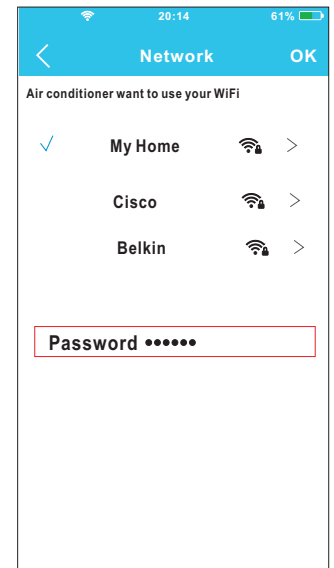 20:14 61%
Network OK
Air conditioner want to use your WiFi
My Home
Cisco
Belkin
Password ••••••